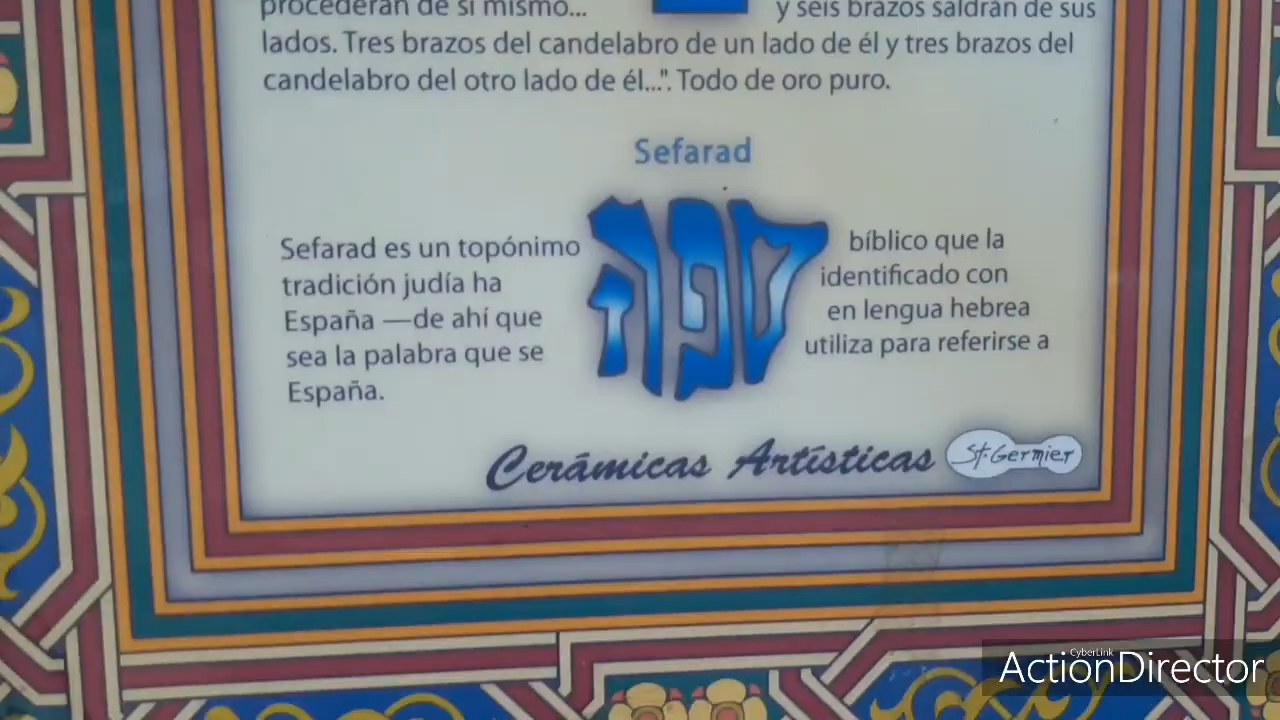 procederán de sí mismo... y seis brazos saldrán de sus
lados. Tres brazos del candelabro de un lado de él y tres brazos del
candelabro del otro lado de él...". Todo de oro puro.
Sefarad
Sefarad es un topónimo bíblico que la
tradición judía ha identificado con
España —de ahí que en lengua hebrea
sea la palabra que se utiliza para referirse a
España.
Cerámicas Artísticas St. Germier
CyberLink
ActionDirector